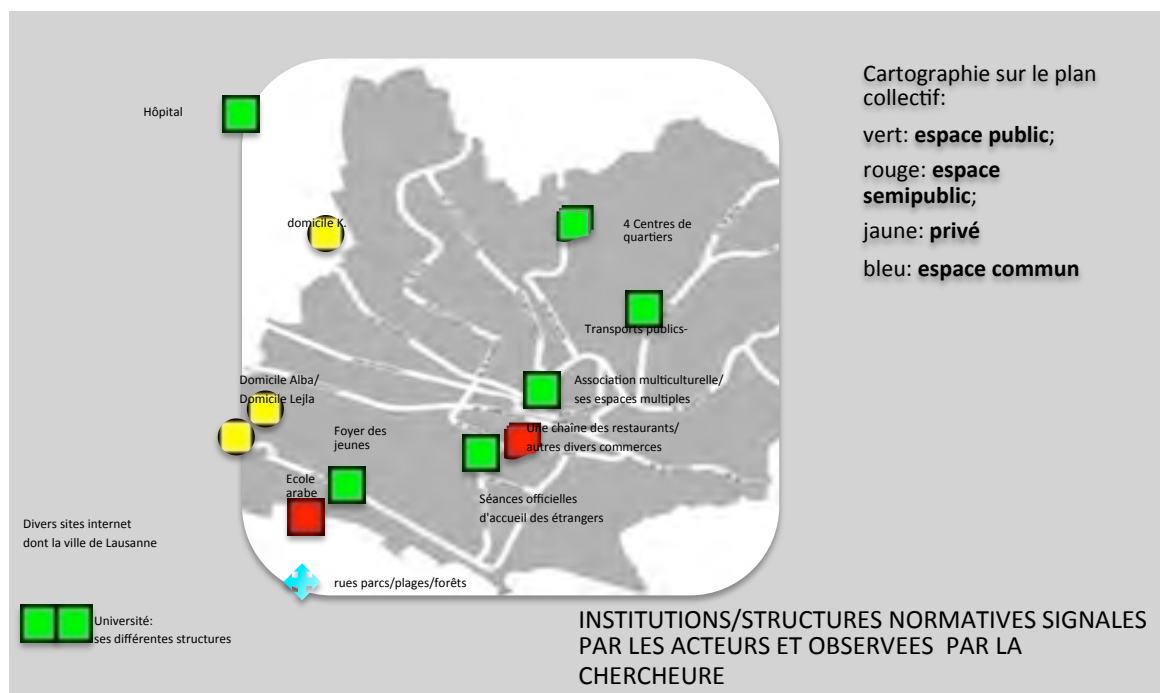 Hôpital
domicile K.
4 Centres de
quartiers
Transports publics-
Domicile Alba/
Domicile Lejla
Association multiculturelle/
ses espaces multiples
Foyer des
jeunes
Une chaîne des restaurants/
autres divers commerces
Ecole
arabe
Séances officielles
d'accueil des étrangers
Divers sites internet
dont la ville de Lausanne
rues parcs/plages/forêts
Université:
ses différentes structures
Cartographie sur le plan
collectif:
vert: espace public;
rouge: espace
semipublic;
jaune: privé
bleu: espace commun
INSTITUTIONS/STRUCTURES NORMATIVES SIGNALES
PAR LES ACTEURS ET OBSERVEES PAR LA
CHERCHEURE